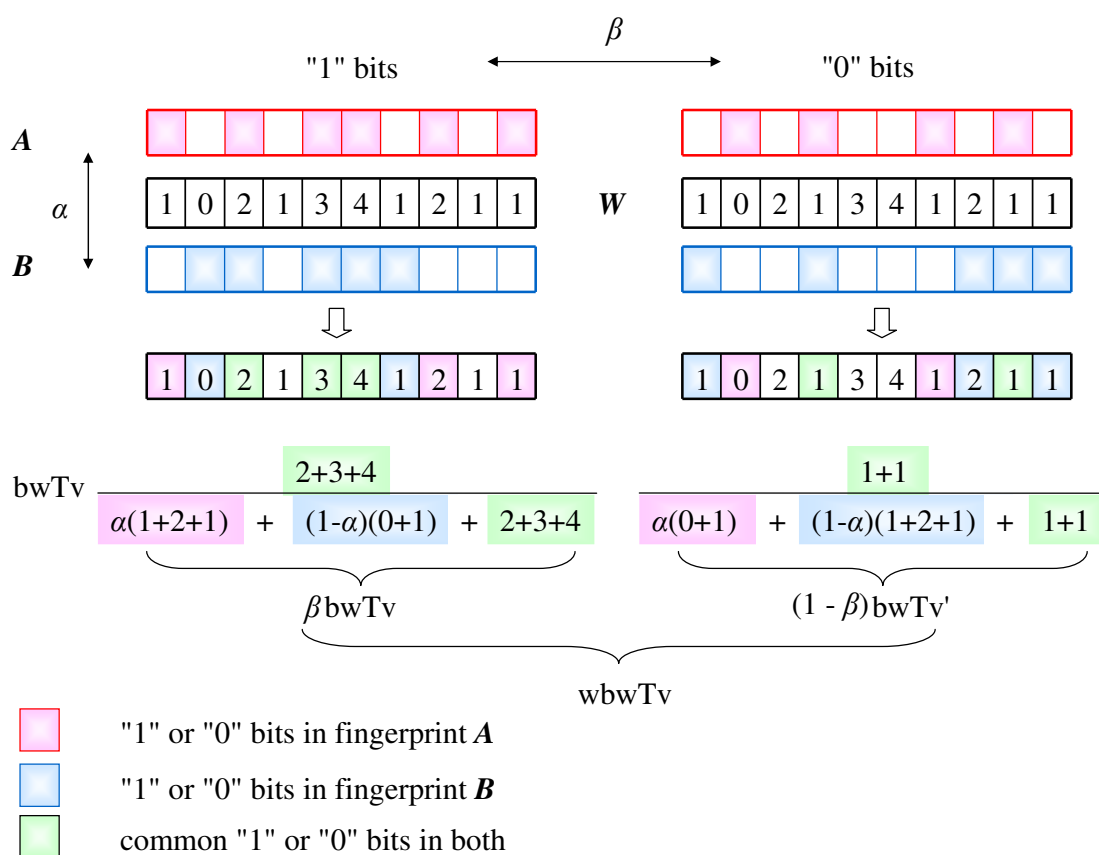 β
"1" bits "0" bits
A
1 0 2 1 3 4 1 2 1 1 W 1 0 2 1 3 4 1 2 1 1
α
B
1 0 2 1 3 4 1 2 1 1 1 0 2 1 3 4 1 2 1 1
2+3+4 1+1
bwTv
α(1+2+1) + (1-α)(0+1) + 2+3+4 α(0+1) + (1-α)(1+2+1) + 1+1
βbwTv (1 - β)bwTv'
wbwTv
"1" or "0" bits in fingerprint A
"1" or "0" bits in fingerprint B
common "1" or "0" bits in both